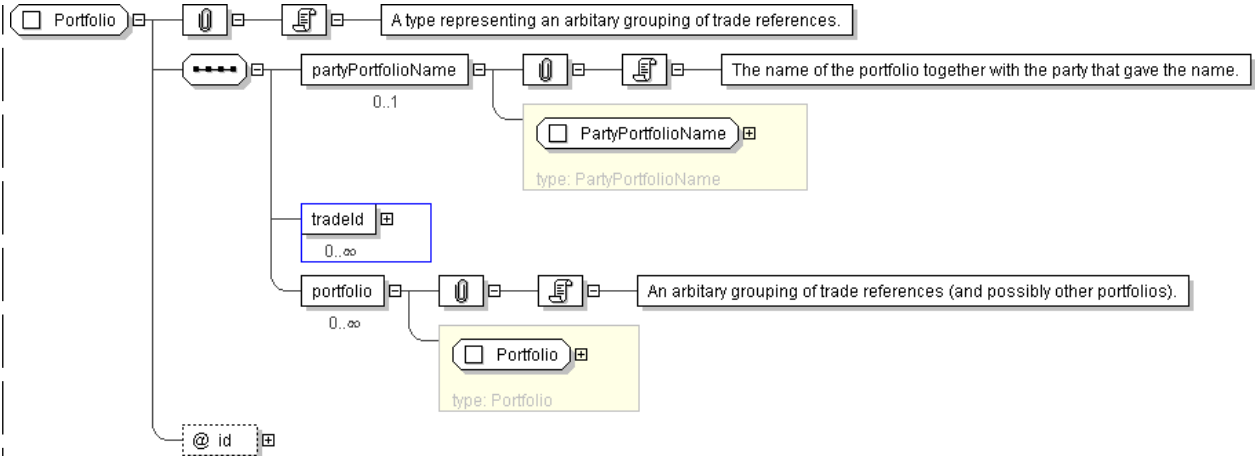 Portfolio
A type representing an arbitary grouping of trade references.
partyPortfolioName
The name of the portfolio together with the party that gave the name.
0..1
PartyPortfolioName
type: PartyPortfolioName
tradeId
0..∞
portfolio
An arbitary grouping of trade references (and possibly other portfolios).
0..∞
Portfolio
type: Portfolio
@ id